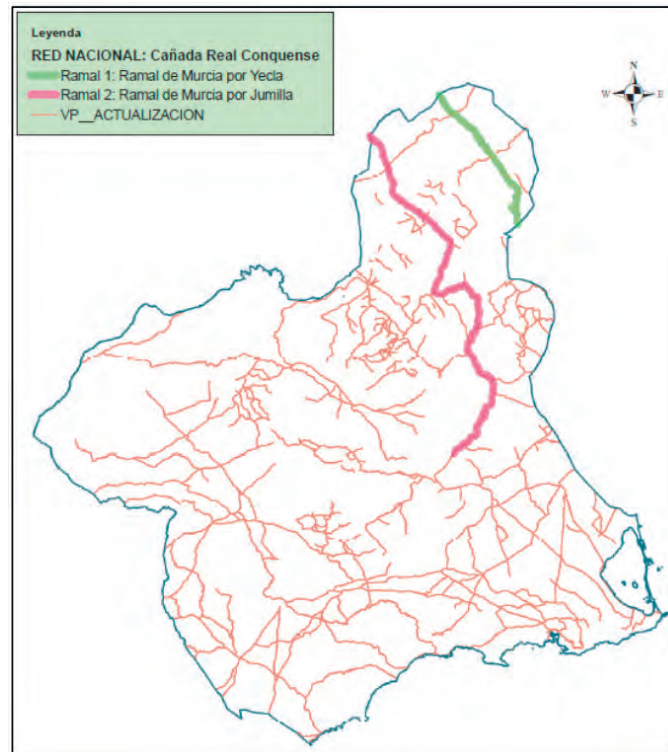 Leyenda
RED NACIONAL: Cañada Real Conquense
Ramal 1: Ramal de Murcia por Yecla
Ramal 2: Ramal de Murcia por Jumilla
VP__ACTUALIZACION
N
W E
S